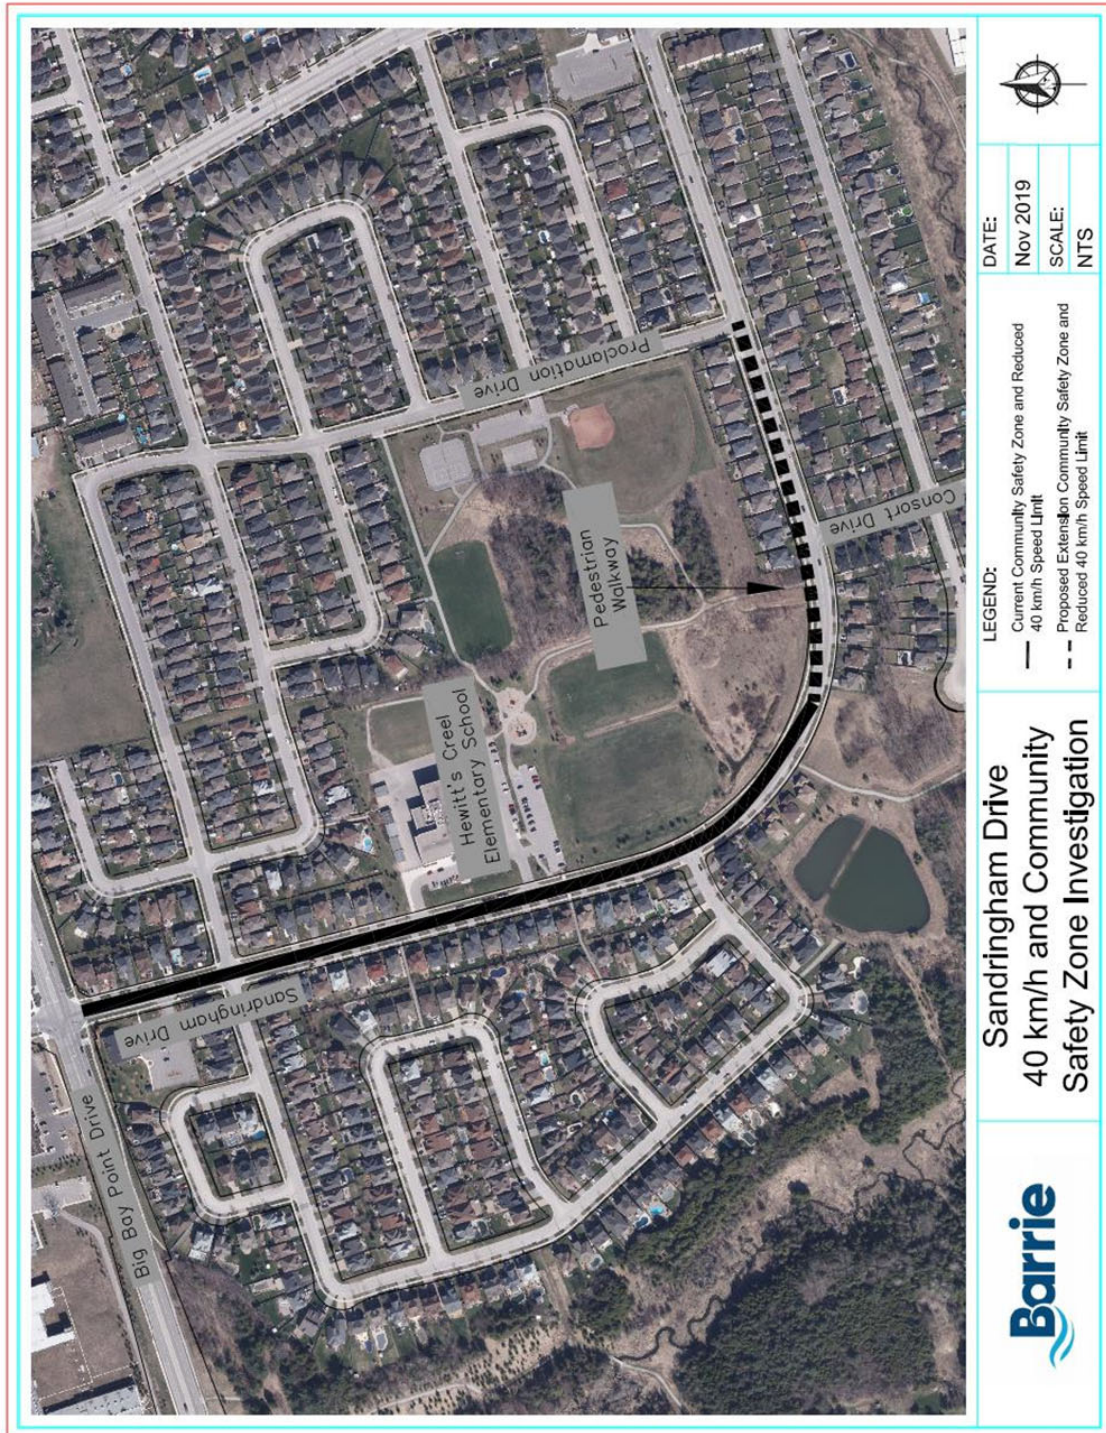 Big Bay Point Drive
Sandringham Drive
Hewitt's Creel
Elementary School
Pedestrian
Walkway
Proclamation Drive
Consort Drive
Barrie
Sandringham Drive
40 km/h and Community
Safety Zone Investigation
LEGEND:
Current Community Safety Zone and Reduced
40 km/h Speed Limit
Proposed Extension Community Safety Zone and
Reduced 40 km/h Speed Limit
DATE:
Nov 2019
SCALE:
NTS